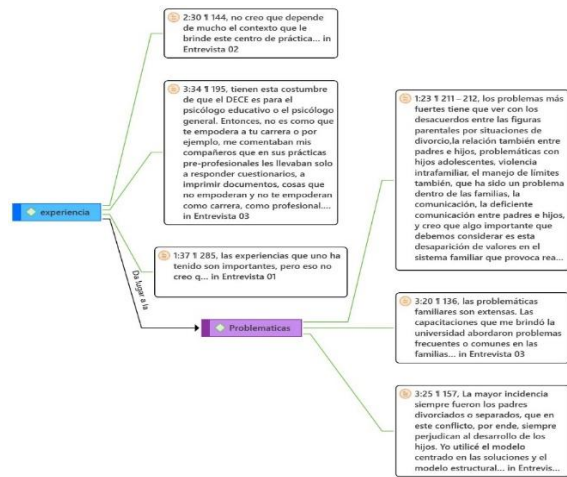 2:30 ¶ 144, no creo que depende
de mucho el contexto que le
brinde este centro de práctica... in
Entrevista 02
3:34 ¶ 195, tienen esta costumbre
de que el DECE es para el
psicólogo educativo o el psicólogo
general. Entonces, no es como que
te empodera a tu carrera o por
ejemplo, me comentaban mis
compañeros que en sus prácticas
pre-profesionales les llevaban solo
a responder cuestionarios, a
imprimir documentos, cosas que
no empoderan y no te empoderan
como carrera, como profesional....
in Entrevista 03
experiencia
1:37 ¶ 285, las experiencias que uno ha
tenido son importantes, pero eso no
creo q... in Entrevista 01
Da lugar a la
Problematicas
1:23 ¶ 211 – 212, los problemas más
fuertes tiene que ver con los
desacuerdos entre las figuras
parentales por situaciones de
divorcio,la relación también entre
padres e hijos, problemáticas con
hijos adolescentes, violencia
intrafamiliar, el manejo de límites
también, que ha sido un problema
dentro de las familias, la
comunicación, la deficiente
comunicación entre padres e hijos,
y creo que algo importante que
debemos considerar es esta
desaparición de valores en el
sistema familiar que provoca rea...
3:20 ¶ 136, las problemáticas
familiares son extensas. Las
capacitaciones que me brindó la
universidad abordaron problemas
frecuentes o comunes en las
familias... in Entrevista 03
3:25 ¶ 157, La mayor incidencia
siempre fueron los padres
divorciados o separados, que en
este conflicto, por ende, siempre
perjudican al desarrollo de los
hijos. Yo utilicé el modelo
centrado en las soluciones y el
modelo estructural... in Entrevis...